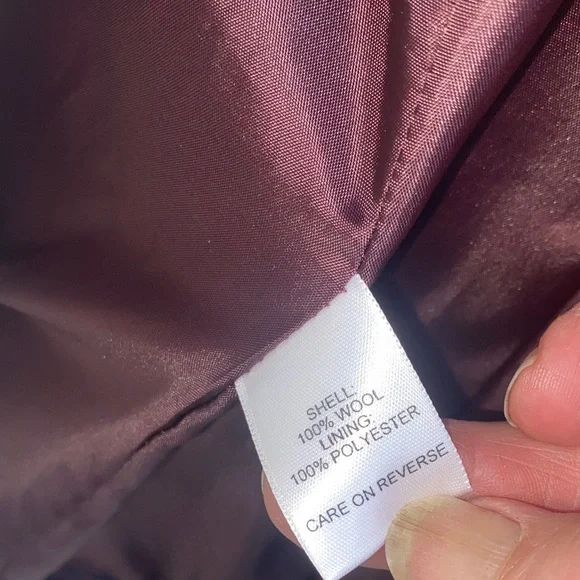 SHELL:
100% WOOL
LINING:
100% POLYESTER
CARE ON REVERSE